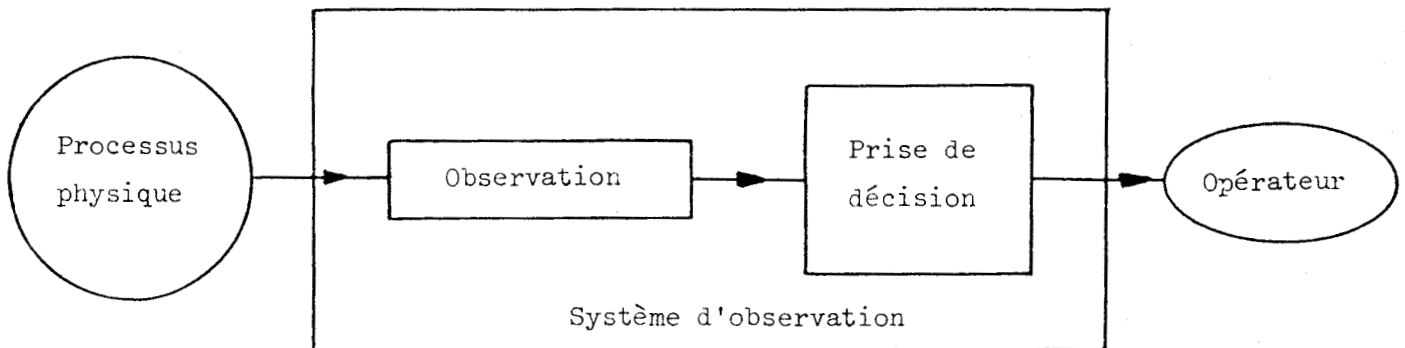 Processus
physique
Observation
Prise de
décision
Opérateur
Système d'observation